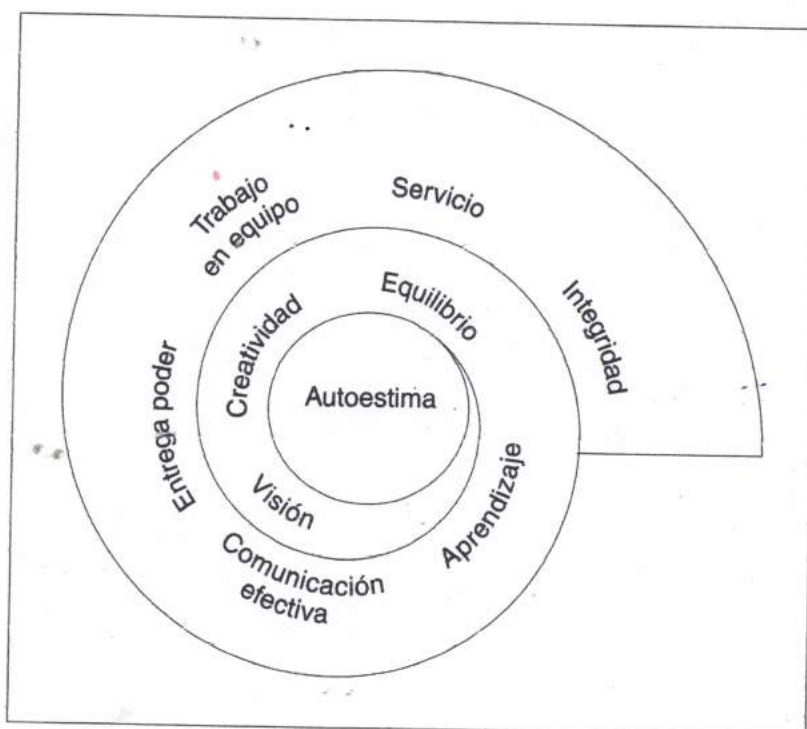 Autoestima
Visión
Creatividad
Equilibrio
Aprendizaje
Comunicación
efectiva
Entrega poder
Trabajo
en equipo
Servicio
Integridad